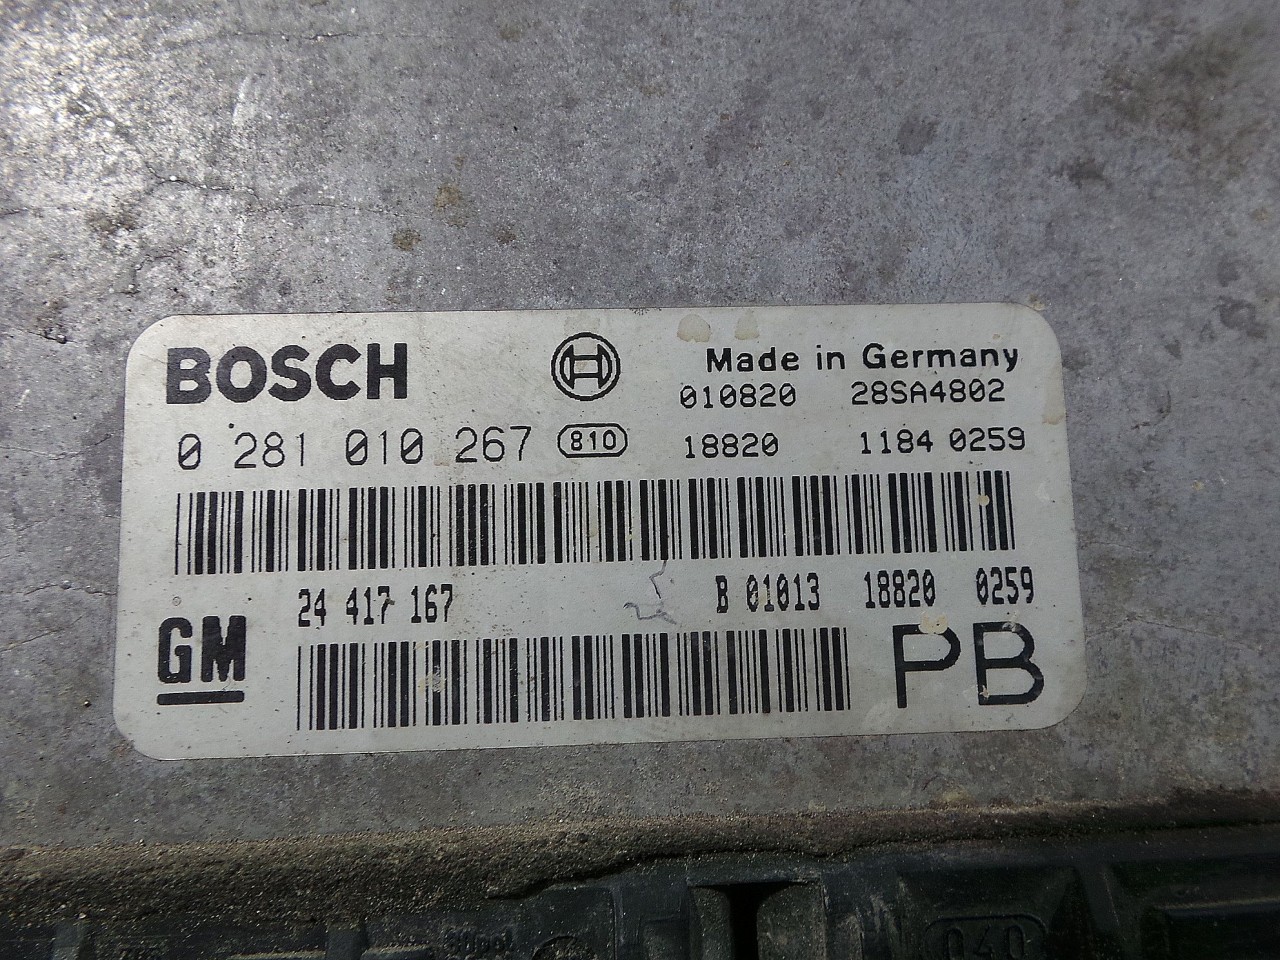 BOSCH
Made in Germany
010820 28SA4802
0 281 010 267 810 18820 1184 0259
24 417 167 B 01013 18820 0259
GM
PB
040